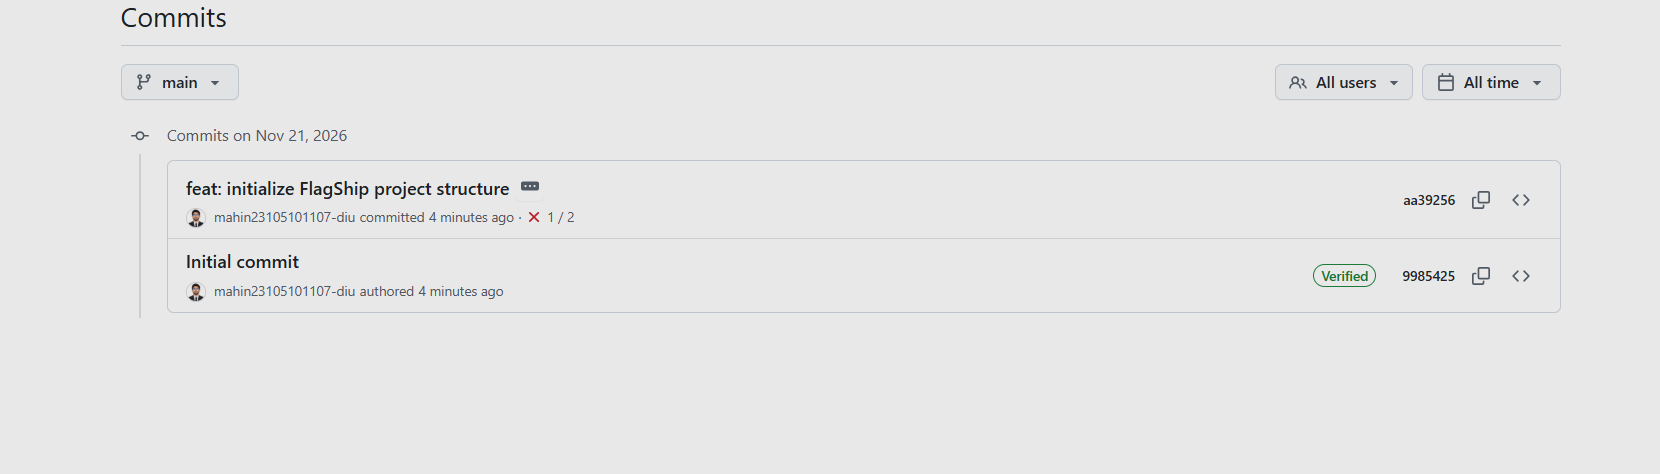 Commits
main
All users
All time
Commits on Nov 21, 2026
feat: initialize FlagShip project structure
aa39256
mahin23105101107-diu committed 4 minutes ago · 1 / 2
Initial commit
Verified
9985425
mahin23105101107-diu authored 4 minutes ago